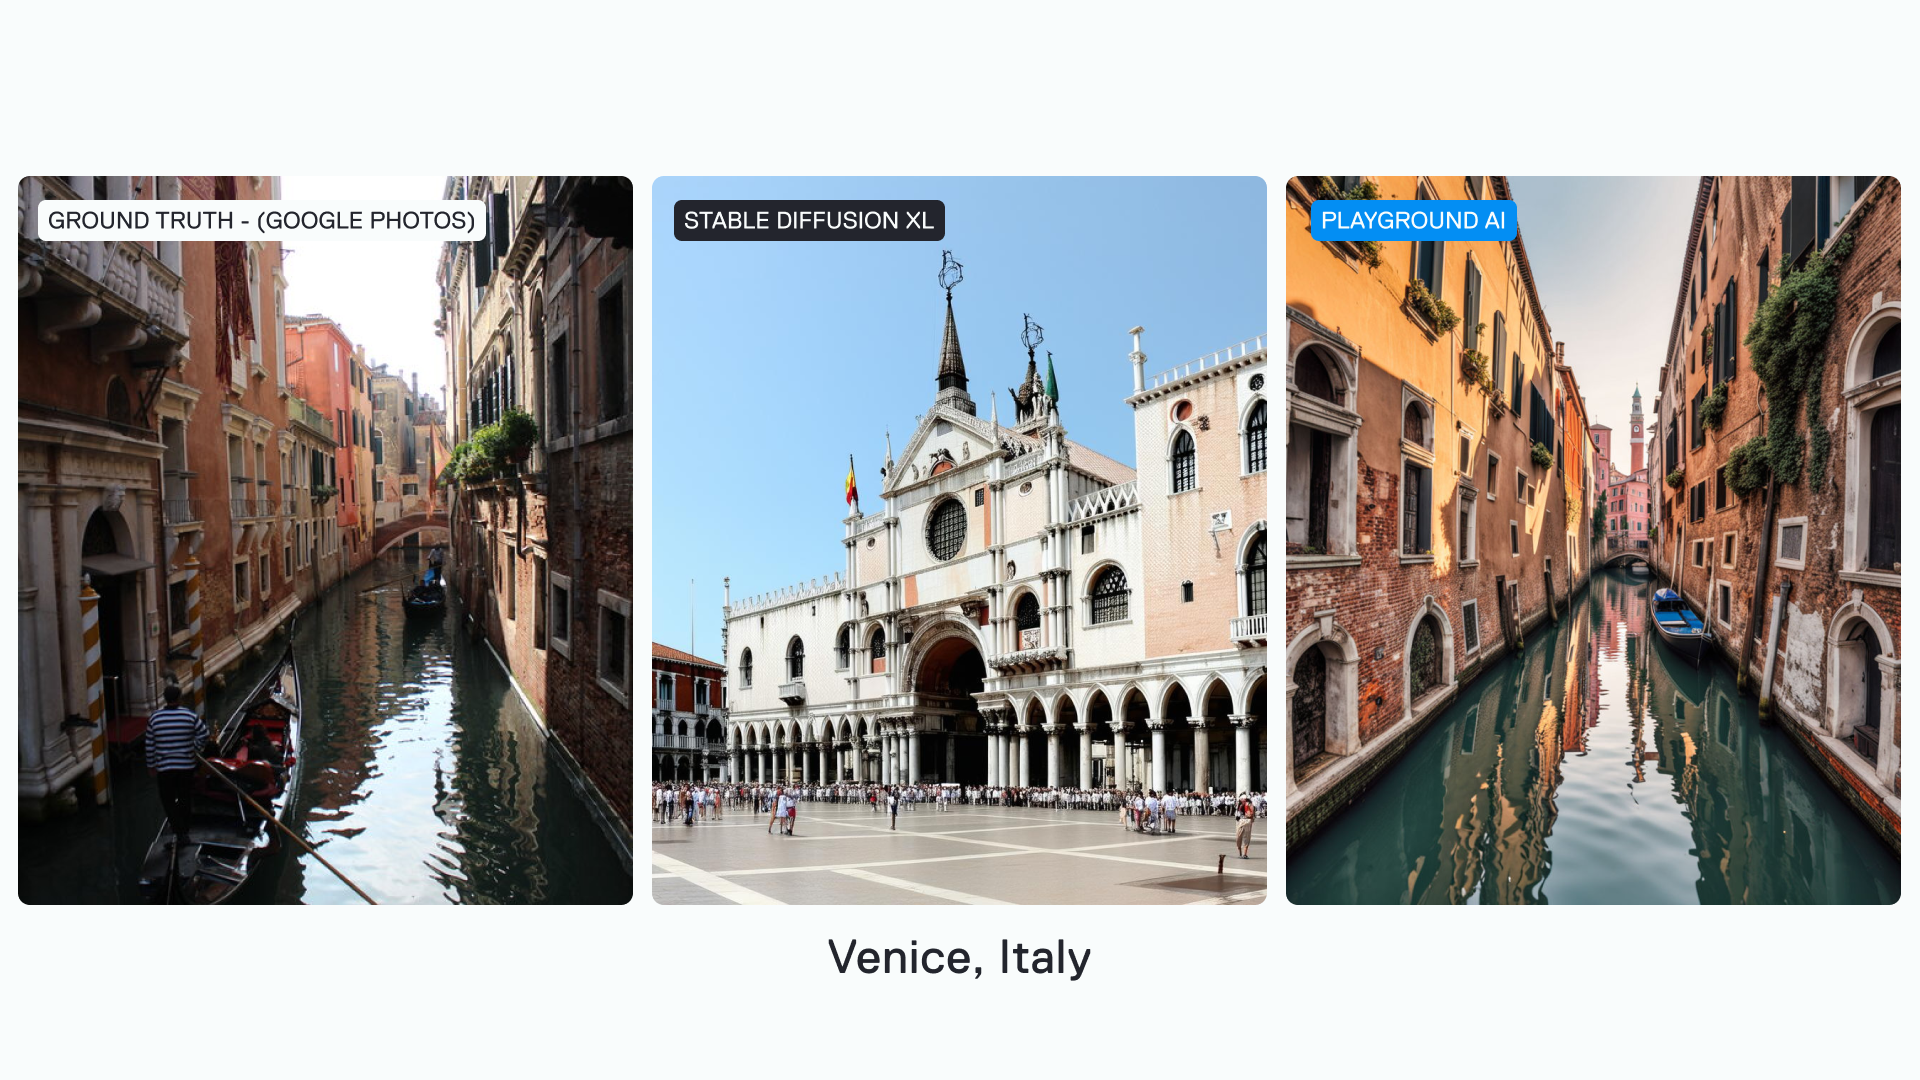 GROUND TRUTH - (GOOGLE PHOTOS)
STABLE DIFFUSION XL
PLAYGROUND AI
Venice, Italy